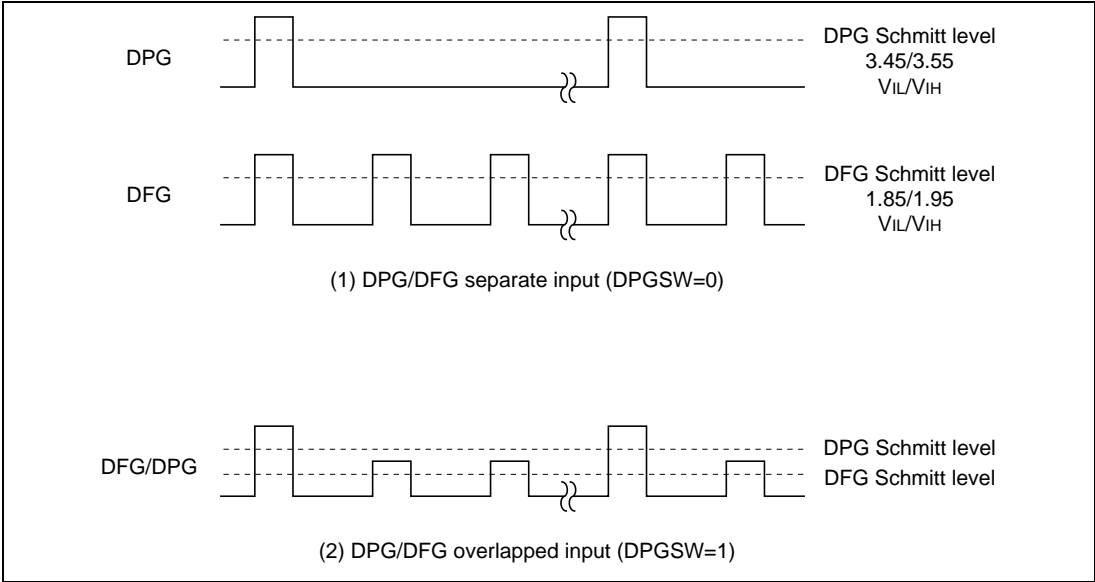 DPG
DPG Schmitt level
3.45/3.55
VIL/VIH
DFG
DFG Schmitt level
1.85/1.95
VIL/VIH
(1) DPG/DFG separate input (DPGSW=0)
DFG/DPG
DPG Schmitt level
DFG Schmitt level
(2) DPG/DFG overlapped input (DPGSW=1)